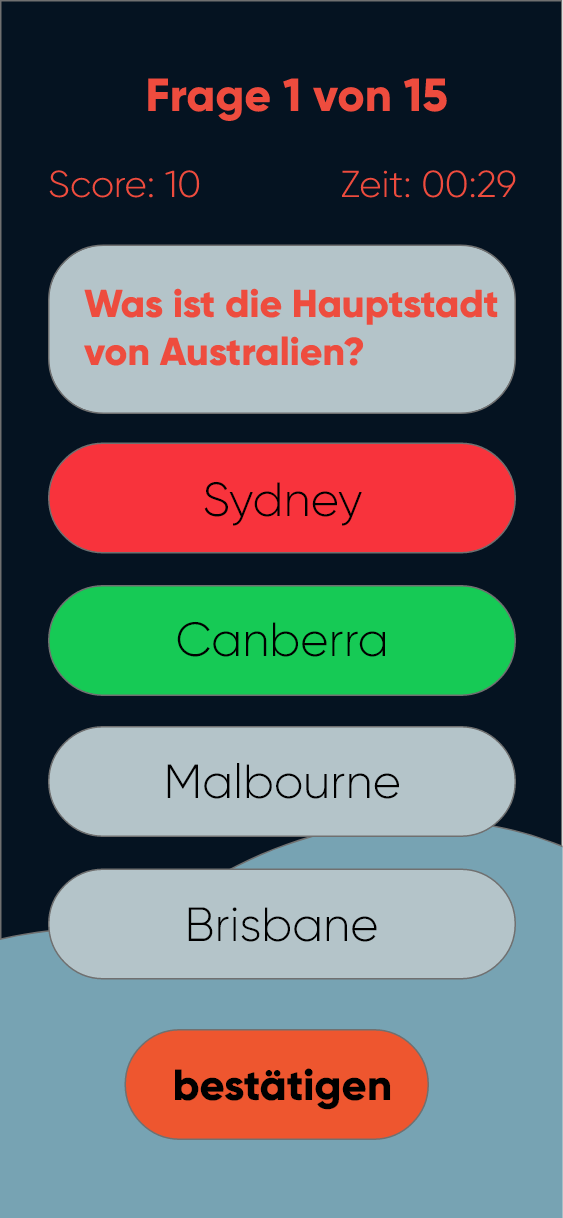 Frage 1 von 15
Score: 10
Zeit: 00:29
Was ist die Hauptstadt
von Australien?
Sydney
Canberra
Malbourne
Brisbane
bestätigen